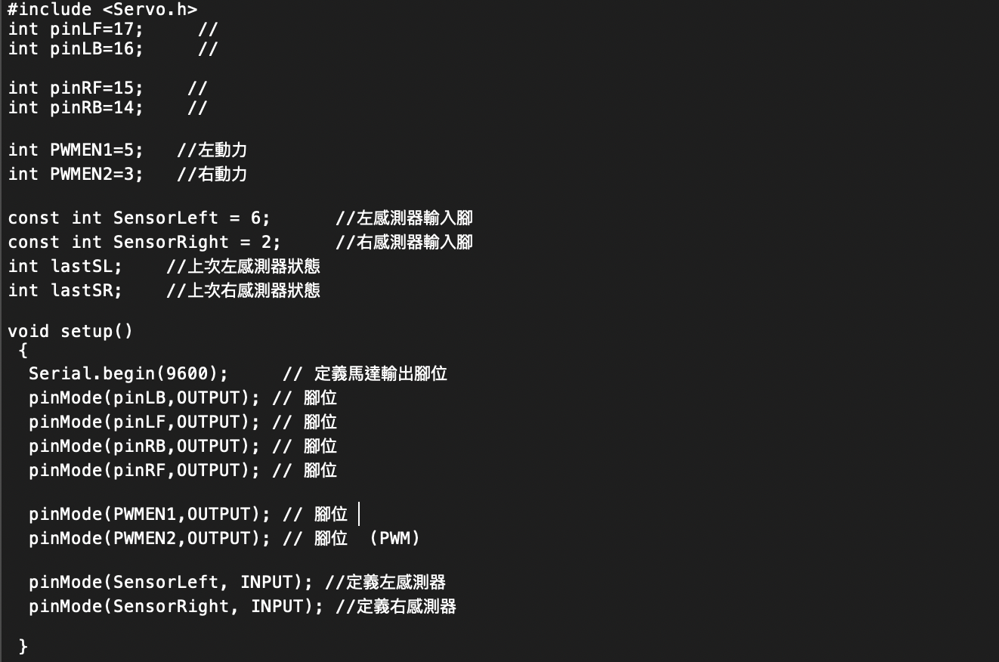 #include <Servo.h>
int pinLF=17;     //
int pinLB=16;     //
int pinRF=15;    //
int pinRB=14;    //
int PWMEN1=5;   //左動力
int PWMEN2=3;   //右動力
const int SensorLeft = 6;      //左感測器輸入腳
const int SensorRight = 2;     //右感測器輸入腳
int lastSL;    //上次左感測器狀態
int lastSR;    //上次右感測器狀態
void setup()
 {
  Serial.begin(9600);     // 定義馬達輸出腳位
  pinMode(pinLB,OUTPUT); // 腳位
  pinMode(pinLF,OUTPUT); // 腳位
  pinMode(pinRB,OUTPUT); // 腳位
  pinMode(pinRF,OUTPUT); // 腳位
  pinMode(PWMEN1,OUTPUT); // 腳位
  pinMode(PWMEN2,OUTPUT); // 腳位  (PWM)
  pinMode(SensorLeft, INPUT); //定義左感測器
  pinMode(SensorRight, INPUT); //定義右感測器
 }